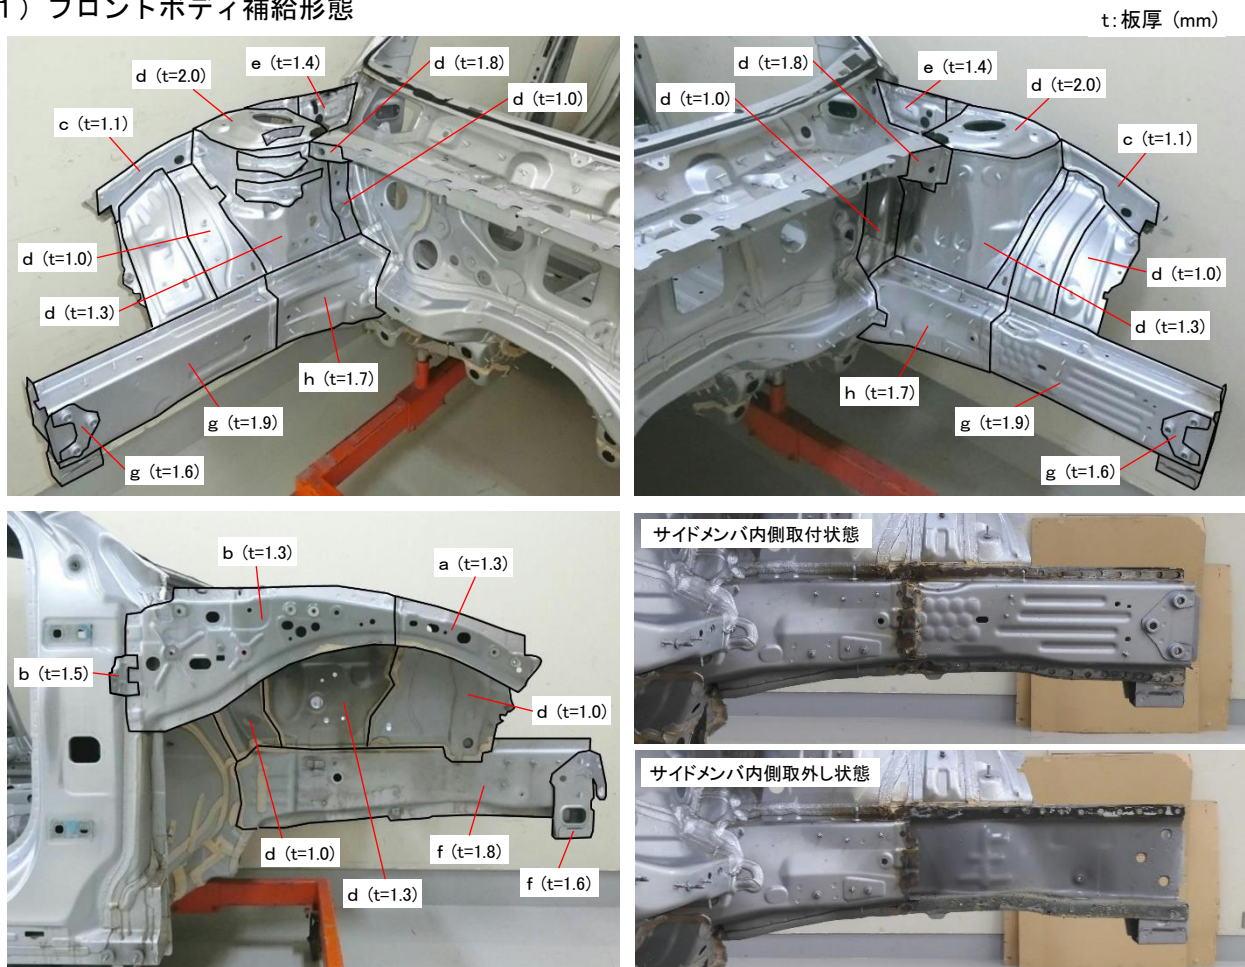 1) フロントボディ補給形態
t:板厚 (mm)
d (t=2.0)
e (t=1.4)
d (t=1.8)
d (t=1.0)
c (t=1.1)
d (t=1.0)
d (t=1.3)
h (t=1.7)
g (t=1.9)
g (t=1.6)
d (t=1.8)
e (t=1.4)
d (t=2.0)
d (t=1.0)
c (t=1.1)
d (t=1.0)
d (t=1.3)
h (t=1.7)
g (t=1.9)
g (t=1.6)
b (t=1.3)
a (t=1.3)
b (t=1.5)
d (t=1.0)
d (t=1.0)
f (t=1.8)
d (t=1.3)
f (t=1.6)
サイドメンバ内側取付状態
サイドメンバ内側取外し状態